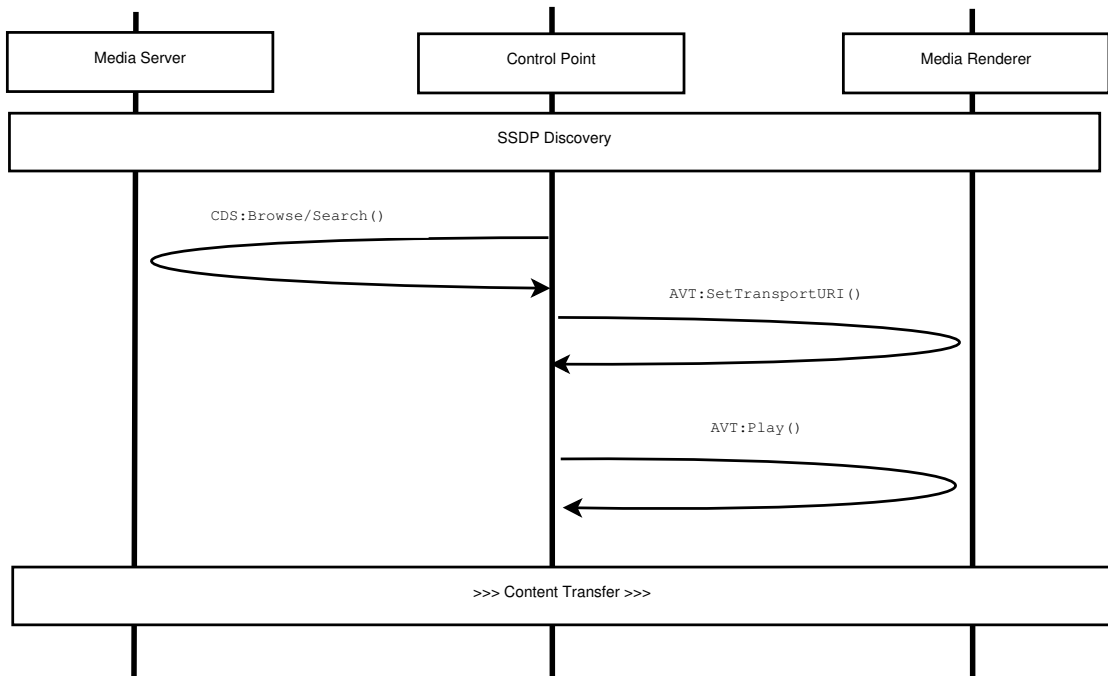 Media Server
Control Point
Media Renderer
SSDP Discovery
CDS:Browse/Search()
AVT:SetTransportURI()
AVT:Play()
>>> Content Transfer >>>